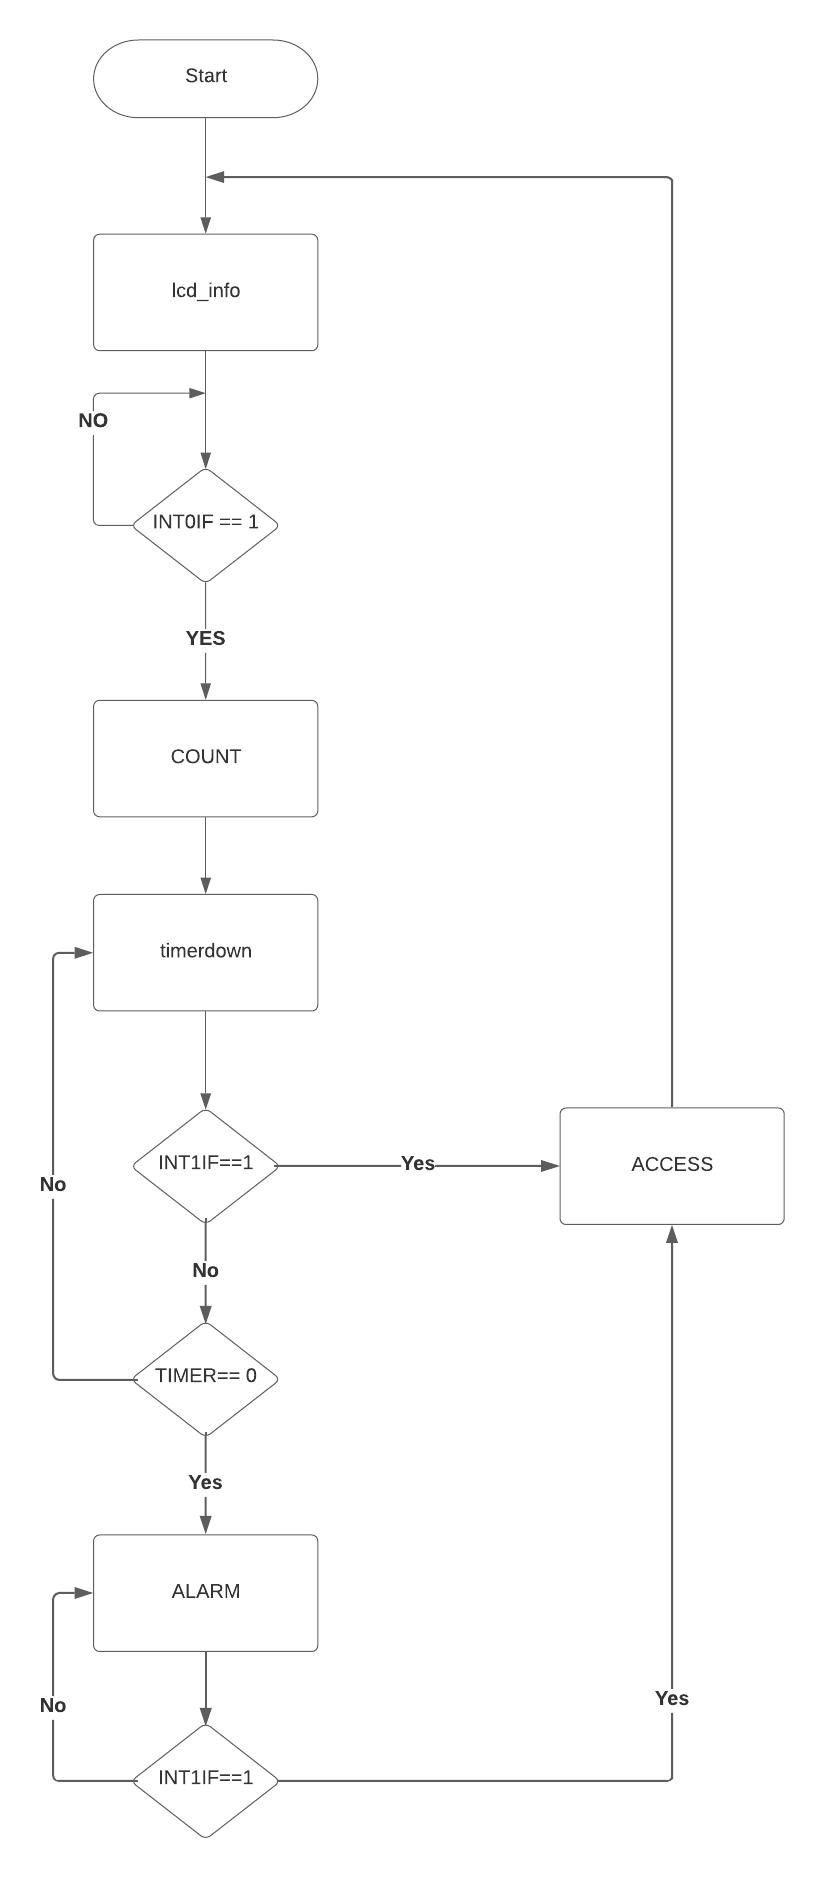 Start
lcd_info
NO
INT0IF == 1
YES
COUNT
timerdown
INT1IF==1
Yes
ACCESS
No
No
TIMER== 0
Yes
ALARM
No
Yes
INT1IF==1